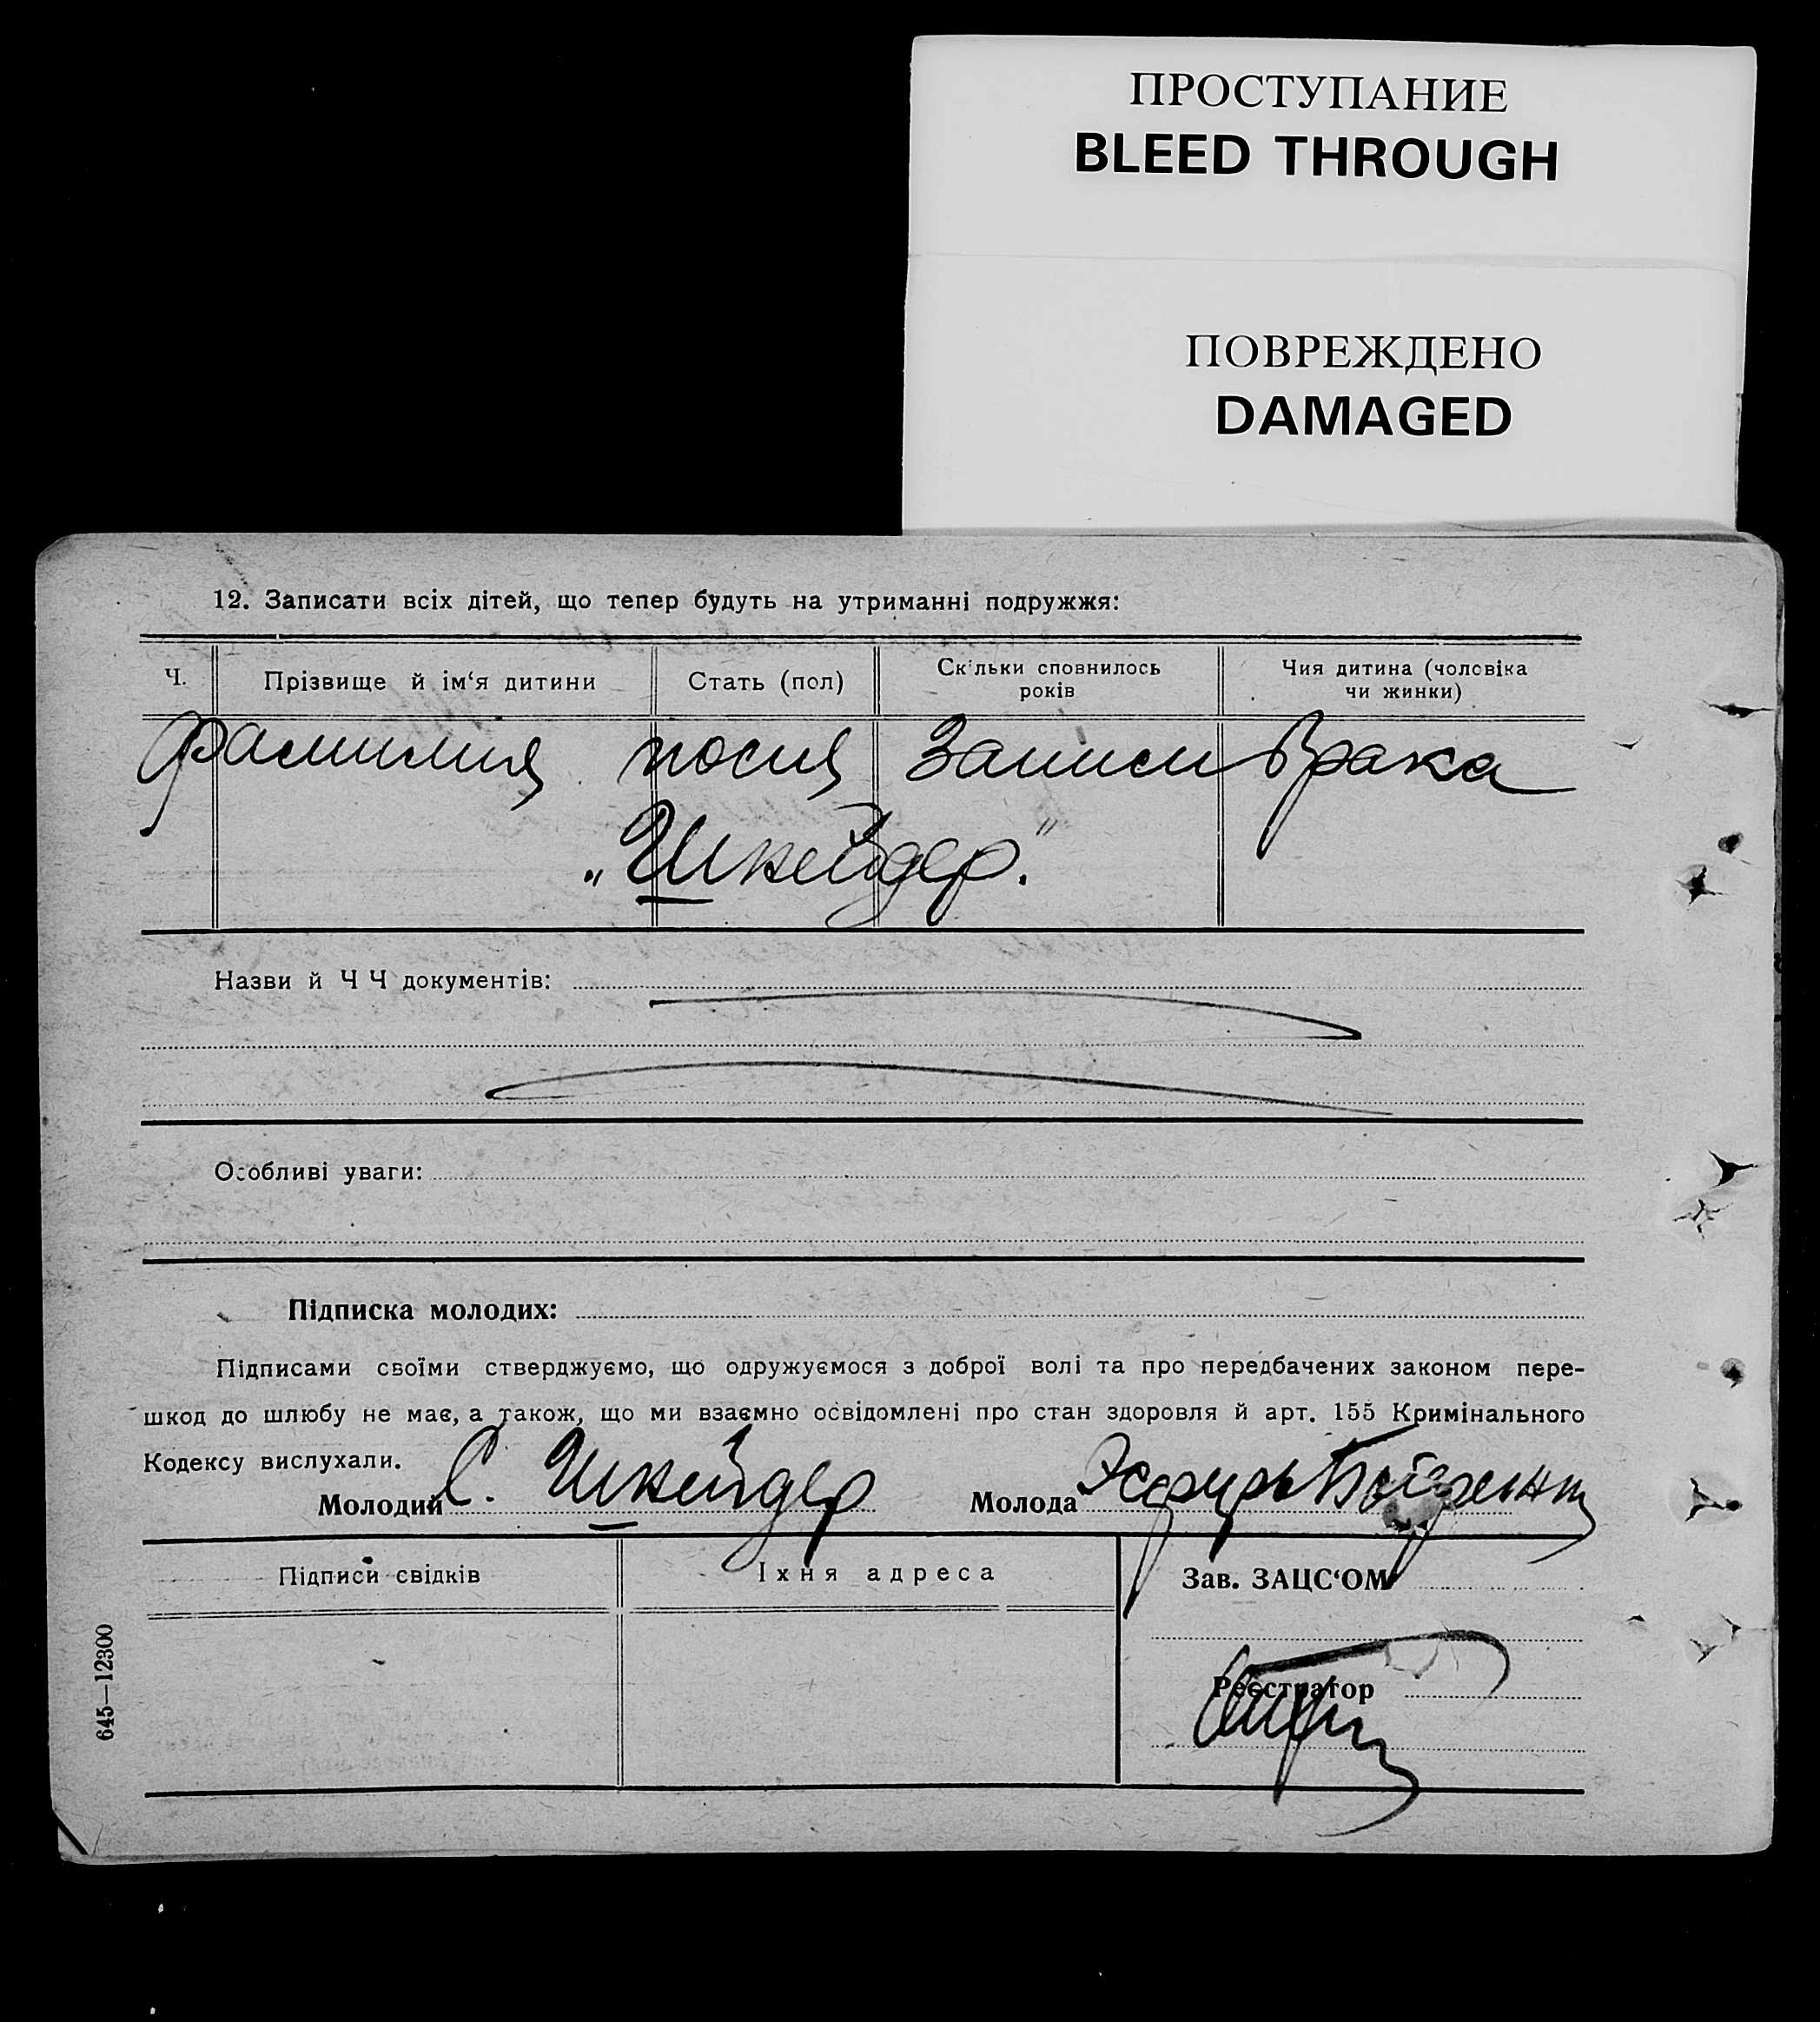 ПРОСТУПАНИЕ
BLEED THROUGH
ПОВРЕЖДЕНО
DAMAGED
12. Записати всіх дітей, що тепер будуть на утриманні подружжя:
Ч.
Прізвище й ім‘я дитини
Стать (пол)
Скільки сповнилось
років
Чия дитина (чоловіка
чи жинки)
фамилия после записи брака
„Шнейдер."
Назви й Ч Ч документів:
Особливі уваги:
Підписка молодих:
Підписами своїми стверджуємо, що одружуємося з доброї волі та про передбачених законом пере-
шкод до шлюбу не має, а також, що ми взаємно освідомлені про стан здоровля й арт. 155 Кримінального
Кодексу вислухали.
Молодий С. Шнейдер Молода
Підписи свідків
Їхня адреса
Зав. ЗАЦС‘ОМ
Реєстратор
645—12300